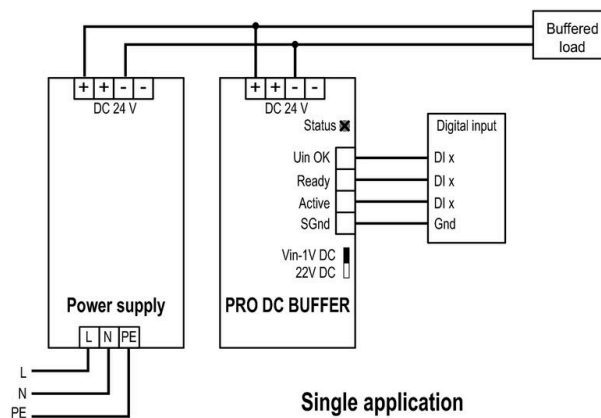 Buffered
load
+ + - -
DC 24 V
Power supply
L N PE
L
N
PE
+ + - -
DC 24 V
Status
Uin OK
Ready
Active
SGnd
Vin-1V DC
22V DC
PRO DC BUFFER
Digital input
DI x
DI x
DI x
Gnd
Single application